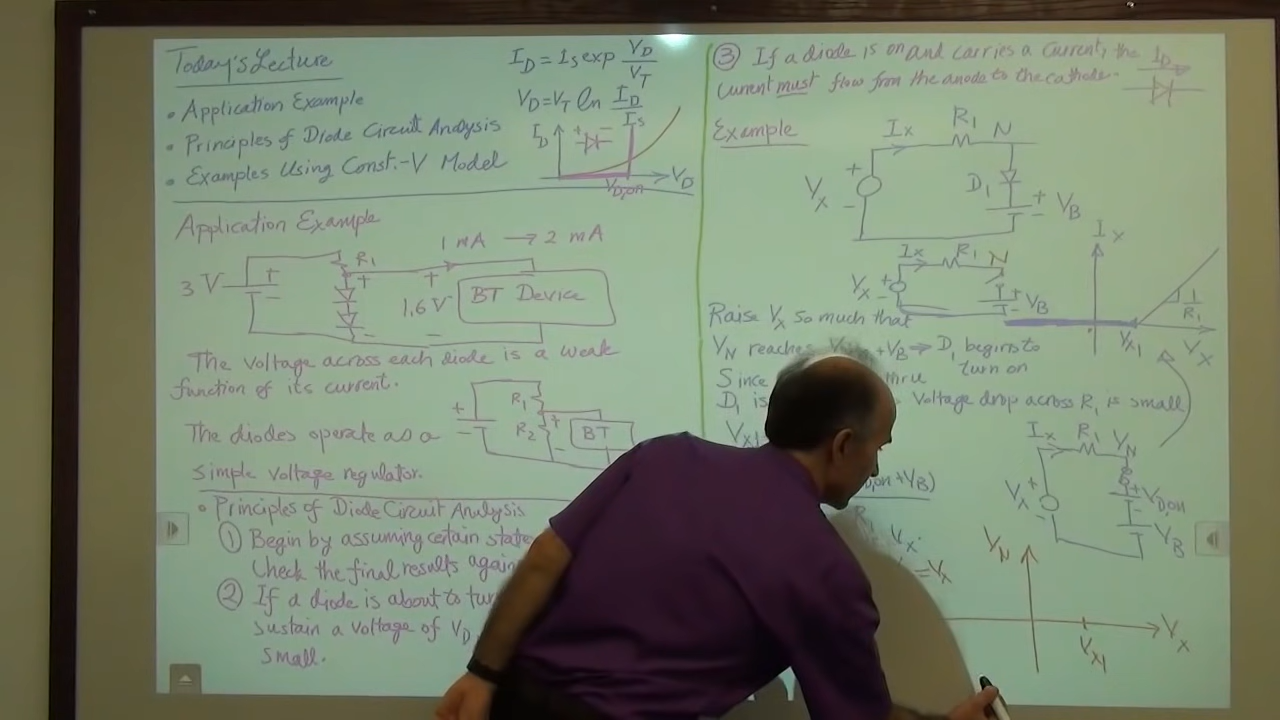 Today's Lecture
• Application Example
• Principles of Diode Circuit Analysis
• Examples Using Const.-V Model
I_D = I_S exp V_D/V_T
V_D = V_T ln I_D/I_S
I_D
+ -
V_D,on
V_D
Application Example
3 V
+
-
R_1
+
-
1 mA → 2 mA
+
1.6 V
-
BT Device
The voltage across each diode is a weak
function of its current.
The diodes operate as a
simple voltage regulator.
+
-
R_1
R_2
+
-
BT
• Principles of Diode Circuit Analysis
① Begin by assuming certain state
Check the final results again
② If a diode is about to tur
sustain a voltage of V_D
small.
③ If a diode is on and carries a current, the
current must flow from the anode to the cathode.
I_D
Example
V_X
+
-
I_X
R_1
N
D_1
+
-
V_B
V_X
+
-
I_X
R_1
N
+
-
V_B
I_X
1/R_1
V_X1
V_X
Raise V_X so much that
V_N reaches +V_B → D_1 begins to
turn on
Since thru
D_1 is voltage drop across R_1 is small
V_X1
D,on + V_B)
R_1
V_X
= V_X
I_X
R_1
V_N
V_X
+
-
+
-
V_D,on
V_B
V_N
V_X1
V_X